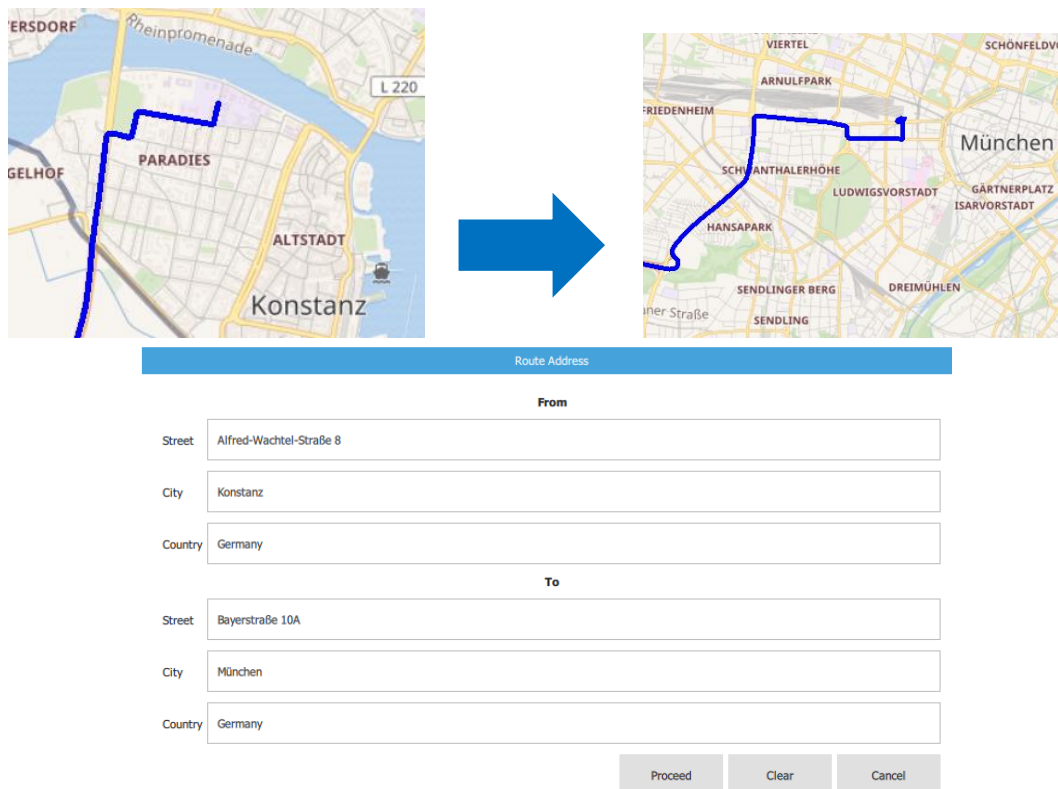 ERSDORF
Rheinpromenade
L 220
PARADIES
GELHOF
ALTSTADT
Konstanz
VIERTEL
SCHÖNFELDV
ARNULFPARK
FRIEDENHEIM
München
SCHWANTHALERHÖHE
LUDWIGSVORSTADT
GÄRTNERPLATZ
ISARVORSTADT
HANSAPARK
SENDLINGER BERG
DREIMÜHLEN
aner Straße
SENDLING
Route Address
From
Street Alfred-Wachtel-Straße 8
City Konstanz
Country Germany
To
Street Bayerstraße 10A
City München
Country Germany
Proceed Clear Cancel